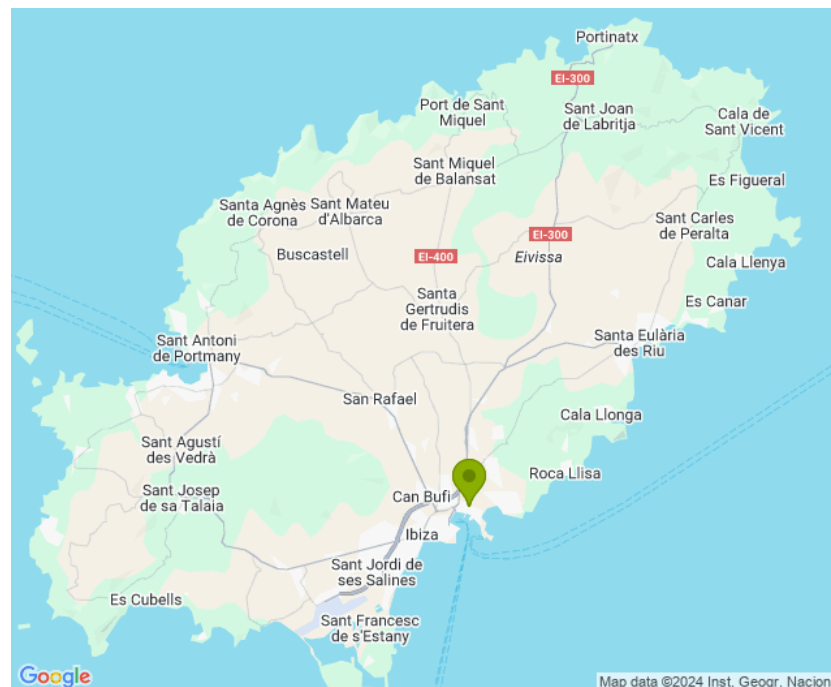 Portinatx
EI-300
Port de Sant
Miquel
Sant Joan
de Labritja
Cala de
Sant Vicent
Sant Miquel
de Balansat
Es Figueral
Santa Agnès
de Corona
Sant Mateu
d'Albarca
Sant Carles
de Peralta
EI-300
Buscastell
EI-400
Eivissa
Cala Llenya
Santa
Gertrudis
de Fruitera
Es Canar
Sant Antoni
de Portmany
Santa Eulària
des Riu
San Rafael
Cala Llonga
Sant Agustí
des Vedrà
Roca Llisa
Sant Josep
de sa Talaia
Can Bufí
Ibiza
Sant Jordi de
ses Salines
Es Cubells
Sant Francesc
de s'Estany
Google
Map data ©2024 Inst. Geogr. Nacion